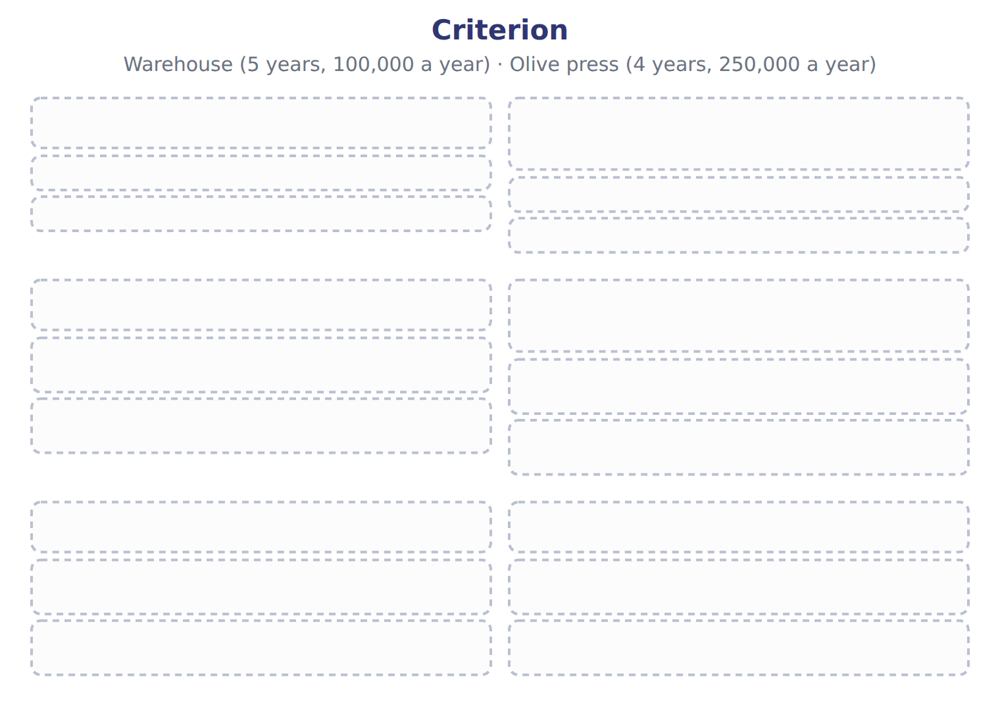 Criterion
Warehouse (5 years, 100,000 a year) · Olive press (4 years, 250,000 a year)